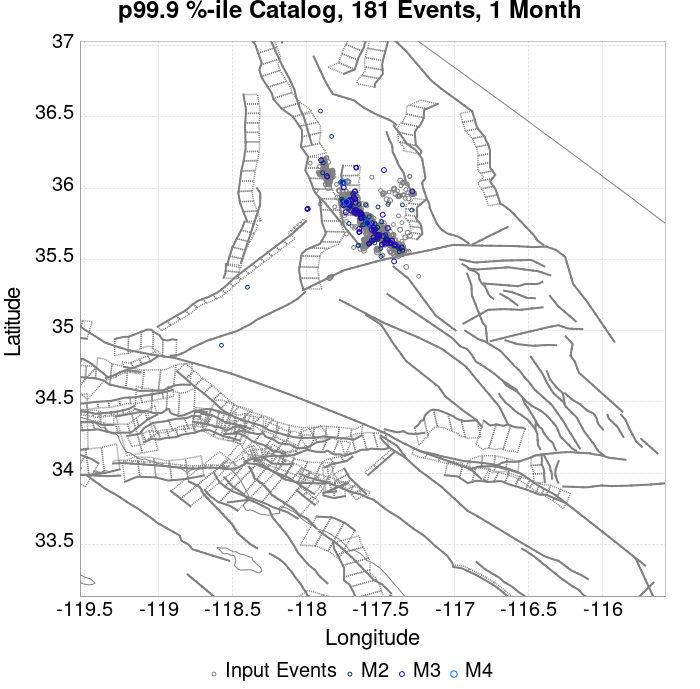 p99.9 %-ile Catalog, 181 Events, 1 Month
37
36.5
36
35.5
35
34.5
34
33.5
Latitude
-119.5 -119 -118.5 -118 -117.5 -117 -116.5 -116
Longitude
Input Events M2 M3 M4